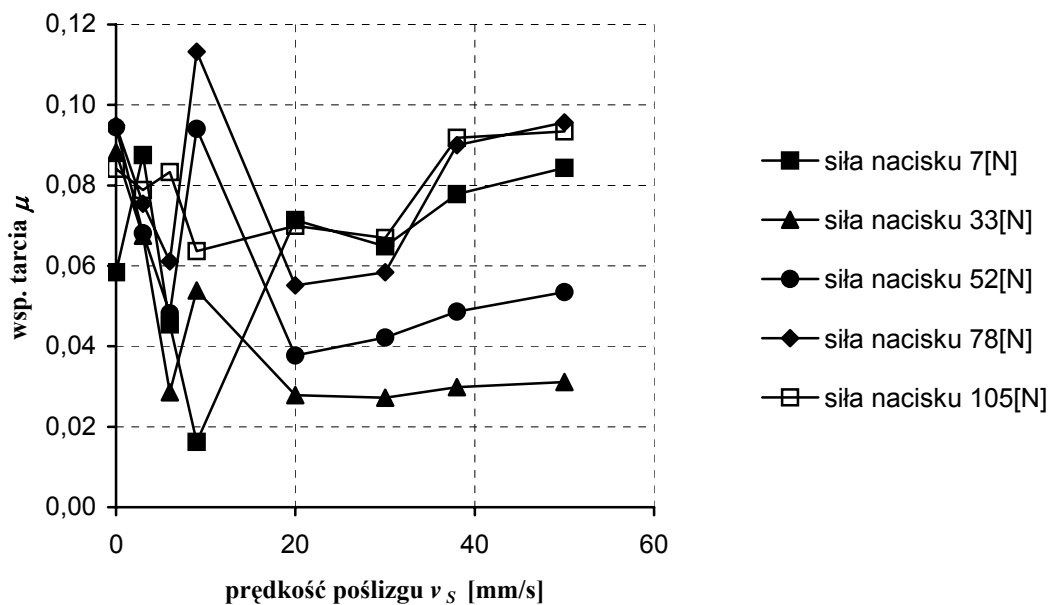 0,12
0,10
0,08
0,06
0,04
0,02
0,00
wsp. tarcia μ
0
20
40
60
prędkość poślizgu v S [mm/s]
siła nacisku 7[N]
siła nacisku 33[N]
siła nacisku 52[N]
siła nacisku 78[N]
siła nacisku 105[N]